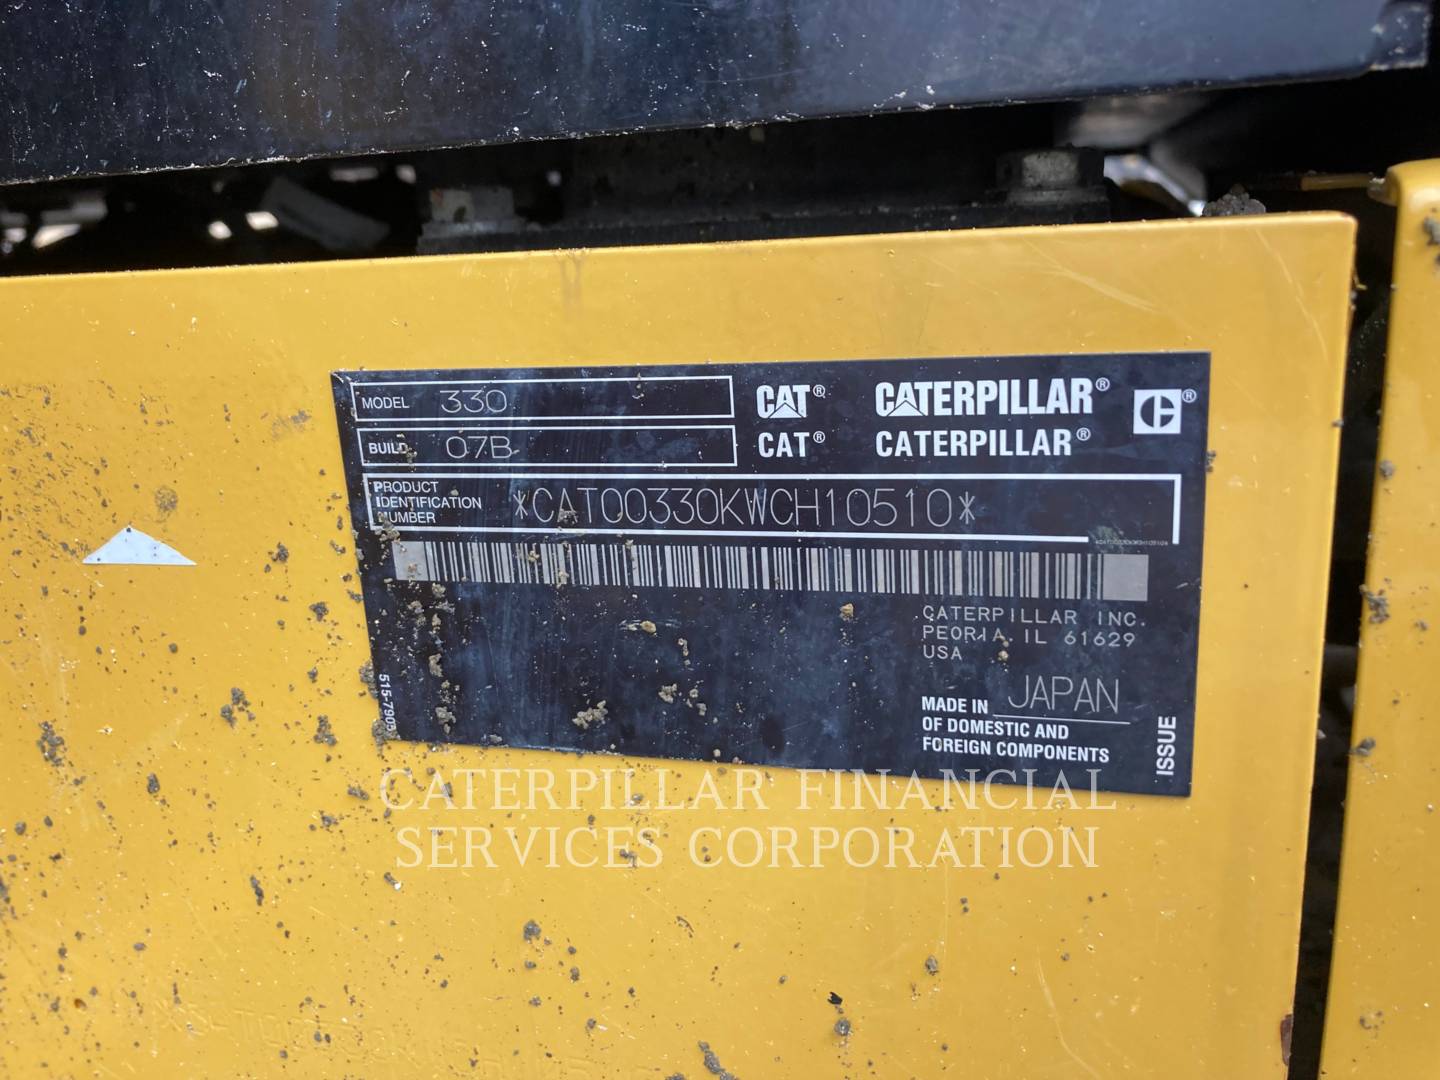 MODEL 330
BUILD 07B
CAT® CATERPILLAR®
CAT® CATERPILLAR®
PRODUCT
IDENTIFICATION
NUMBER
*CAT00330KWCH10510*
CATERPILLAR INC.
PEORIA, IL 61629
USA
MADE IN JAPAN
OF DOMESTIC AND
FOREIGN COMPONENTS
ISSUE
CATERPILLAR FINANCIAL
SERVICES CORPORATION